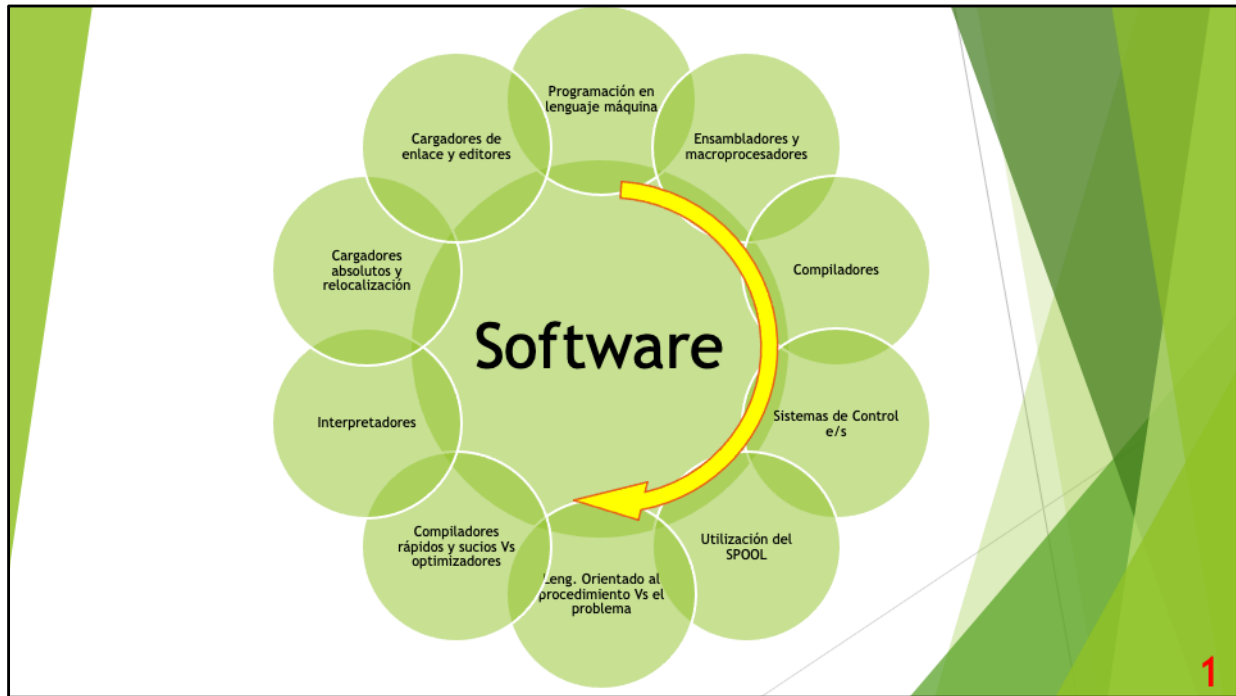 Programación en
lenguaje máquina
Ensambladores y
macroprocesadores
Compiladores
Sistemas de Control
e/s
Utilización del
SPOOL
Leng. Orientado al
procedimiento Vs el
problema
Compiladores
rápidos y sucios Vs
optimizadores
Interpretadores
Cargadores
absolutos y
relocalización
Cargadores de
enlace y editores
Software
1